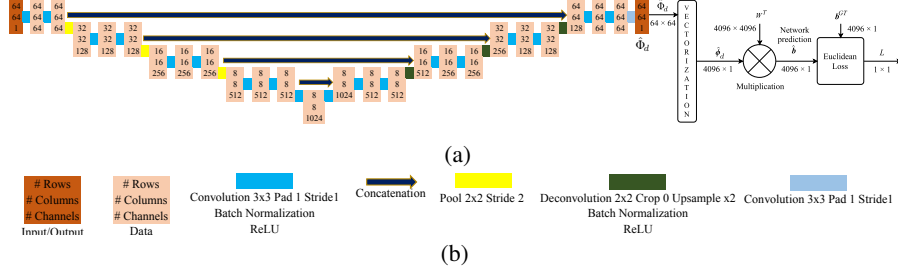 64 64 64 64 64 64 64 64
64 64 64 64 64 64 64 64
1 64 64 128 64 64 1
Φ_d
64 × 64
Φ̂_d
32 32 32 32 32 32
32 32 32 32 32 32
128 128 128 256 128 128
16 16 16 16 16 16
16 16 16 16 16 16
256 256 256 512 256 256
8 8 8 8 8 8
8 8 8 8 8 8
512 512 512 1024 512 512
8
8
1024
VECTORIZATION
W^T
4096 × 4096
ϕ̂_d
4096 × 1
Multiplication
Network
prediction
b̂
4096 × 1
b^{GT}
4096 × 1
Euclidean
Loss
L
1 × 1
(a)
# Rows
# Columns
# Channels
Input/Output
# Rows
# Columns
# Channels
Data
Convolution 3x3 Pad 1 Stride1
Batch Normalization
ReLU
Concatenation
Pool 2x2 Stride 2
Deconvolution 2x2 Crop 0 Upsample x2
Batch Normalization
ReLU
Convolution 3x3 Pad 1 Stride1
(b)